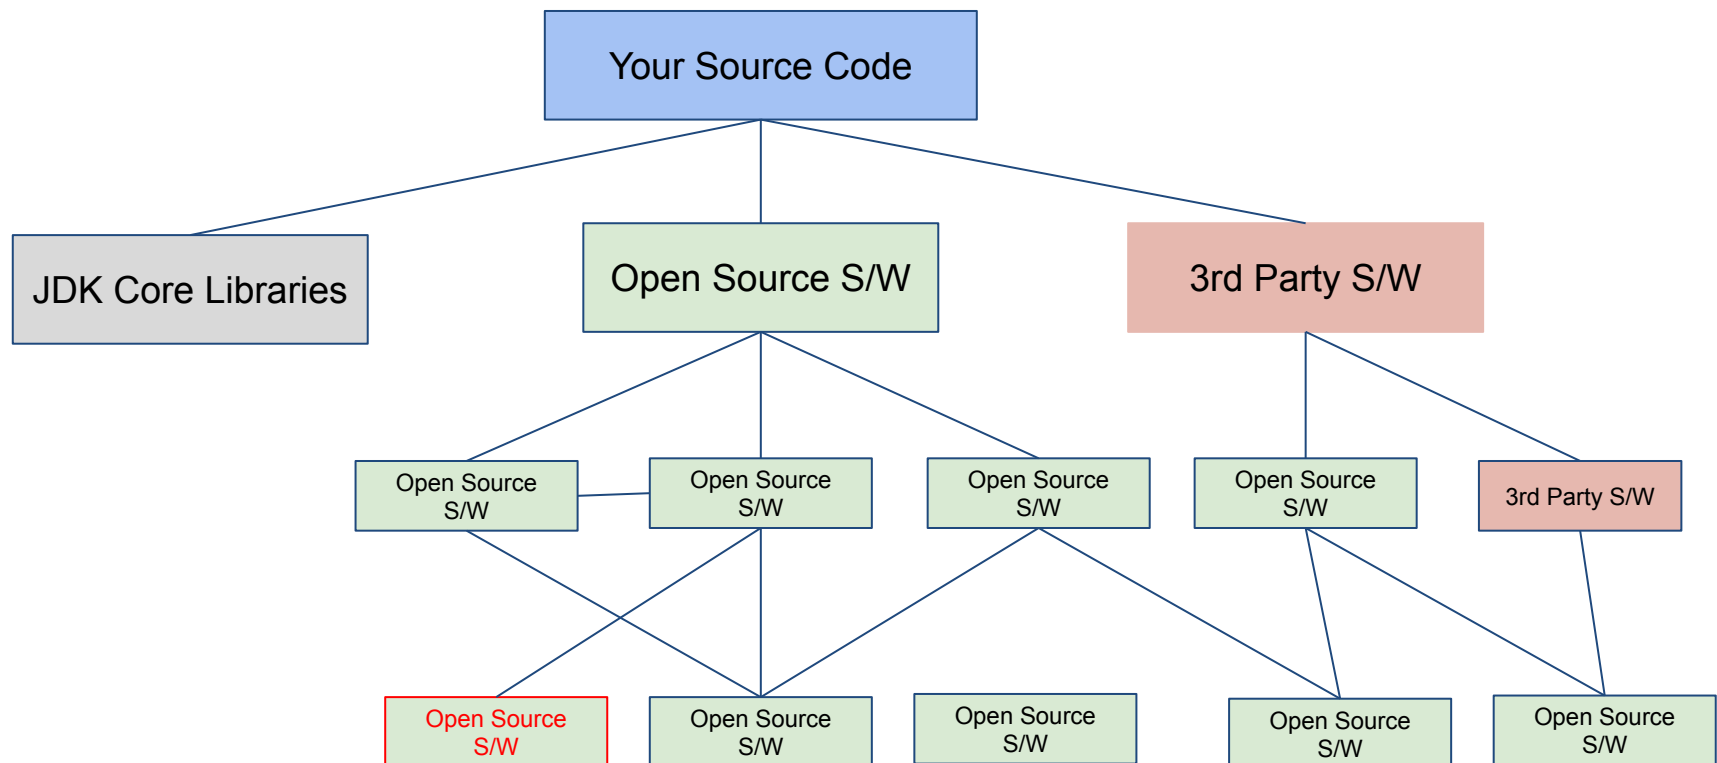 Your Source Code
JDK Core Libraries
Open Source S/W
3rd Party S/W
Open Source
S/W
Open Source
S/W
Open Source
S/W
Open Source
S/W
3rd Party S/W
Open Source
S/W
Open Source
S/W
Open Source
S/W
Open Source
S/W
Open Source
S/W